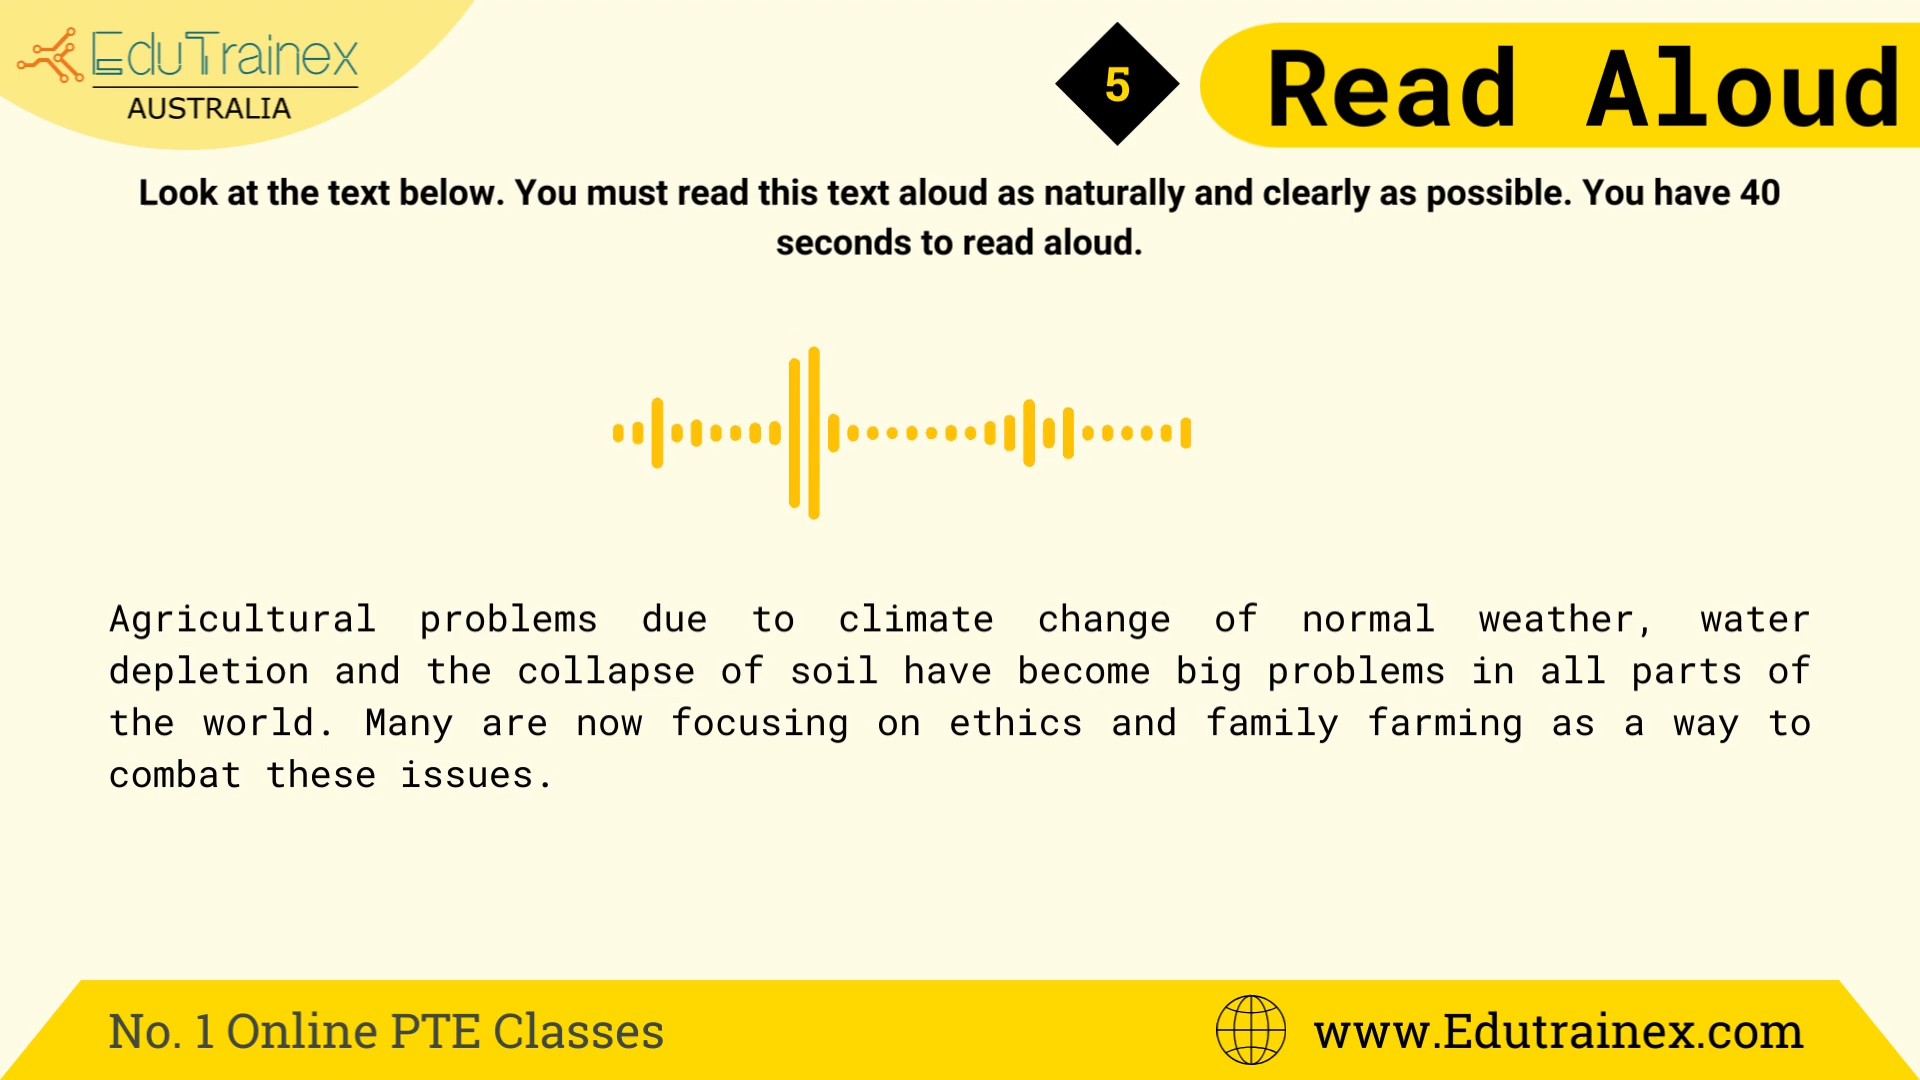 EduTrainex
AUSTRALIA
5
Read Aloud
Look at the text below. You must read this text aloud as naturally and clearly as possible. You have 40
seconds to read aloud.
Agricultural problems due to climate change of normal weather, water
depletion and the collapse of soil have become big problems in all parts of
the world. Many are now focusing on ethics and family farming as a way to
combat these issues.
No. 1 Online PTE Classes
www.Edutrainex.com